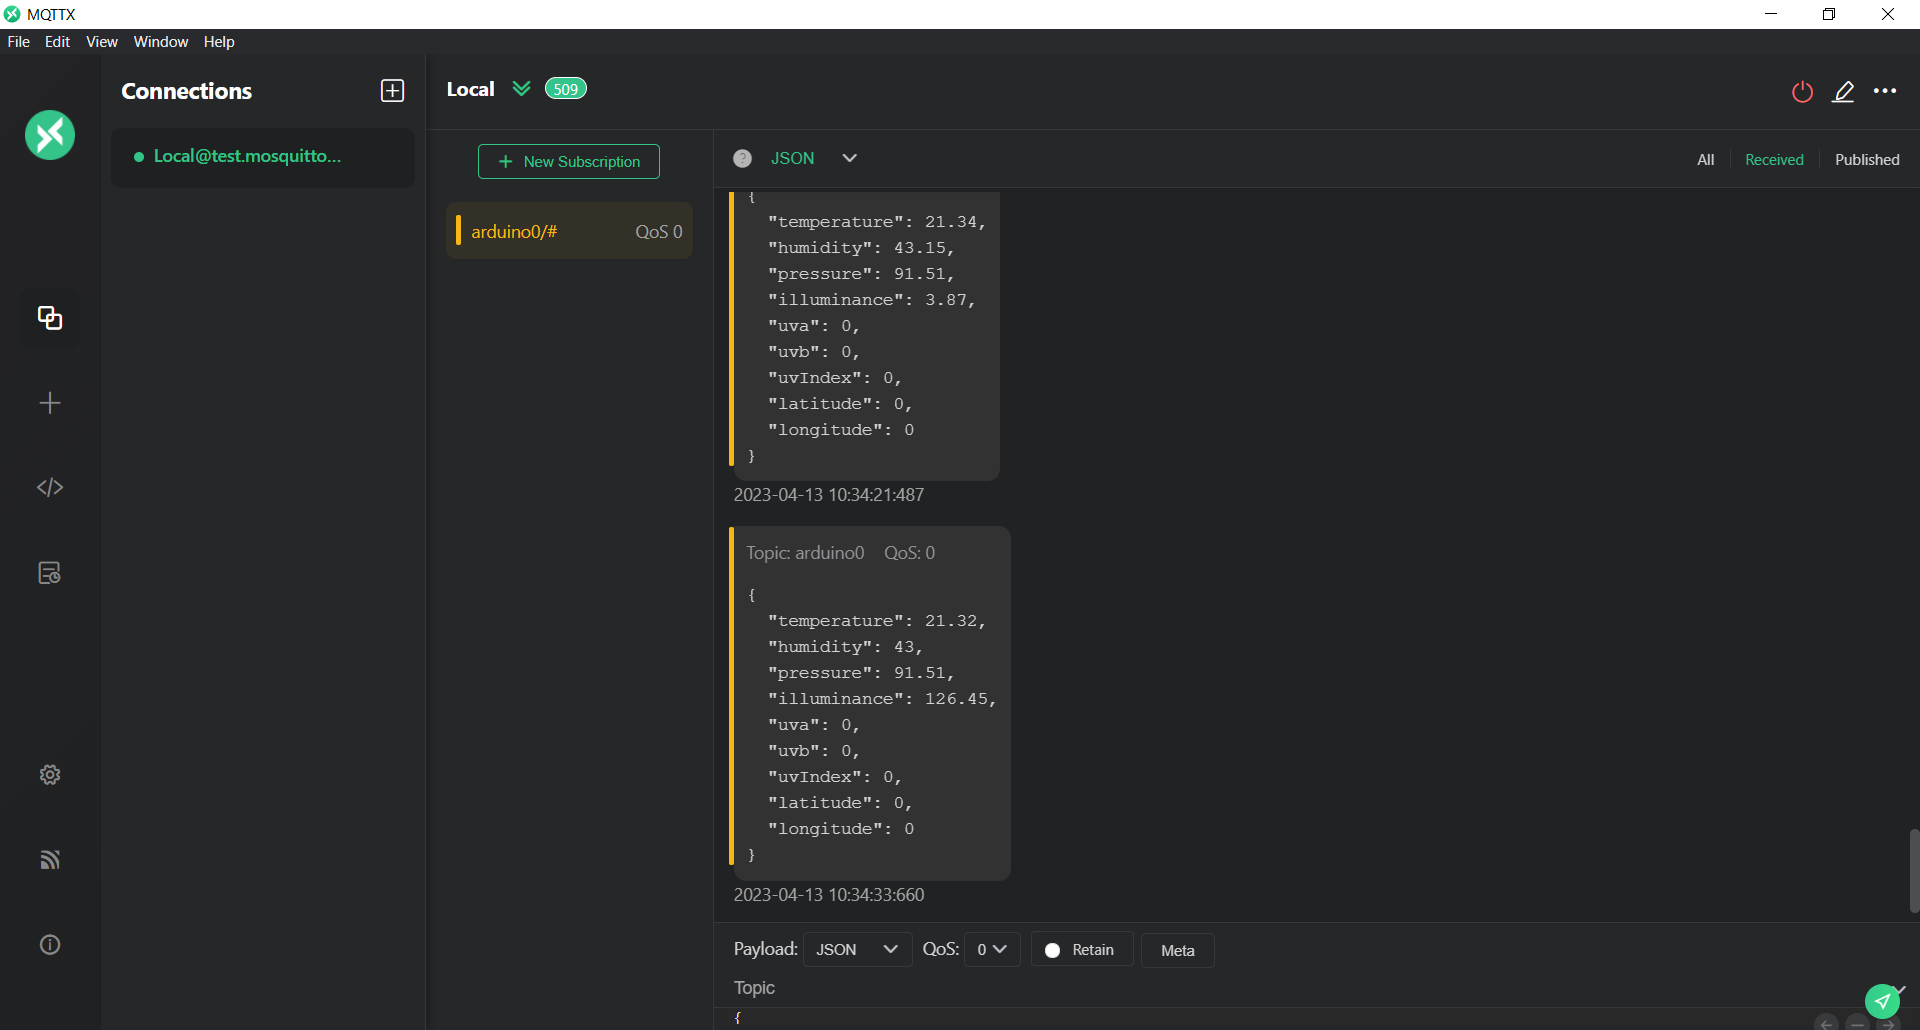 MQTTX
File Edit View Window Help
Connections
Local@test.mosquitto...
Local 509
+ New Subscription
arduino0/# QoS 0
? JSON
All Received Published
{
"temperature": 21.34,
"humidity": 43.15,
"pressure": 91.51,
"illuminance": 3.87,
"uva": 0,
"uvb": 0,
"uvIndex": 0,
"latitude": 0,
"longitude": 0
}
2023-04-13 10:34:21:487
Topic: arduino0 QoS: 0
{
"temperature": 21.32,
"humidity": 43,
"pressure": 91.51,
"illuminance": 126.45,
"uva": 0,
"uvb": 0,
"uvIndex": 0,
"latitude": 0,
"longitude": 0
}
2023-04-13 10:34:33:660
Payload: JSON QoS: 0 Retain Meta
Topic
{